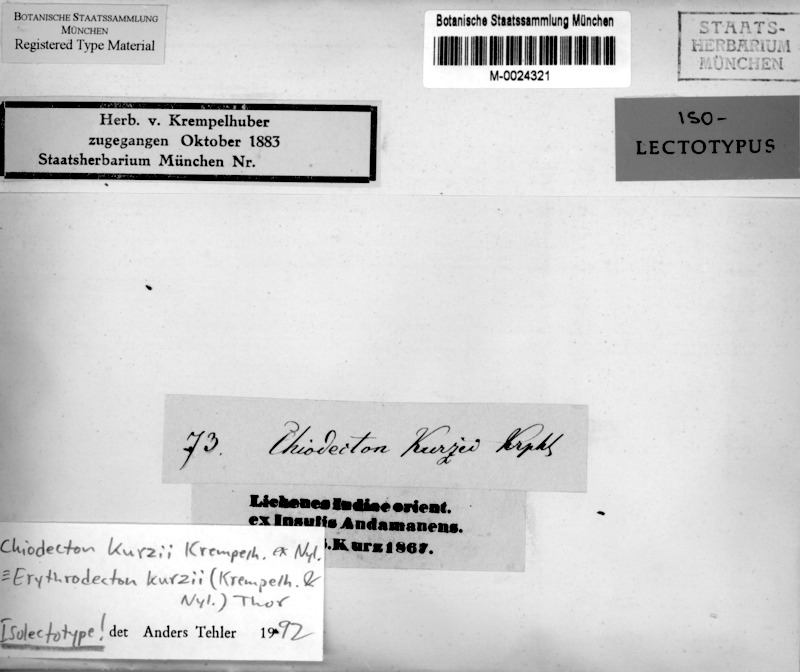 BOTANISCHE STAATSSAMMLUNG
MÜNCHEN
Registered Type Material
Botanische Staatssammlung München
M-0024321
STAATS-
HERBARIUM
MÜNCHEN
Herb. v. Krempelhuber
zugegangen Oktober 1883
Staatsherbarium München Nr.
ISO-
LECTOTYPUS
73. Chiodecton Kurzii Krphb
Lichenes Indiae orient.
ex Insulis Andamanens.
S. Kurz 1867.
Chiodecton Kurzii Krempelh. ex Nyl.
≡Erythrodecton kurzii (Krempelh. &
Nyl.) Thor
Isolectotype! det Anders Tehler 1992